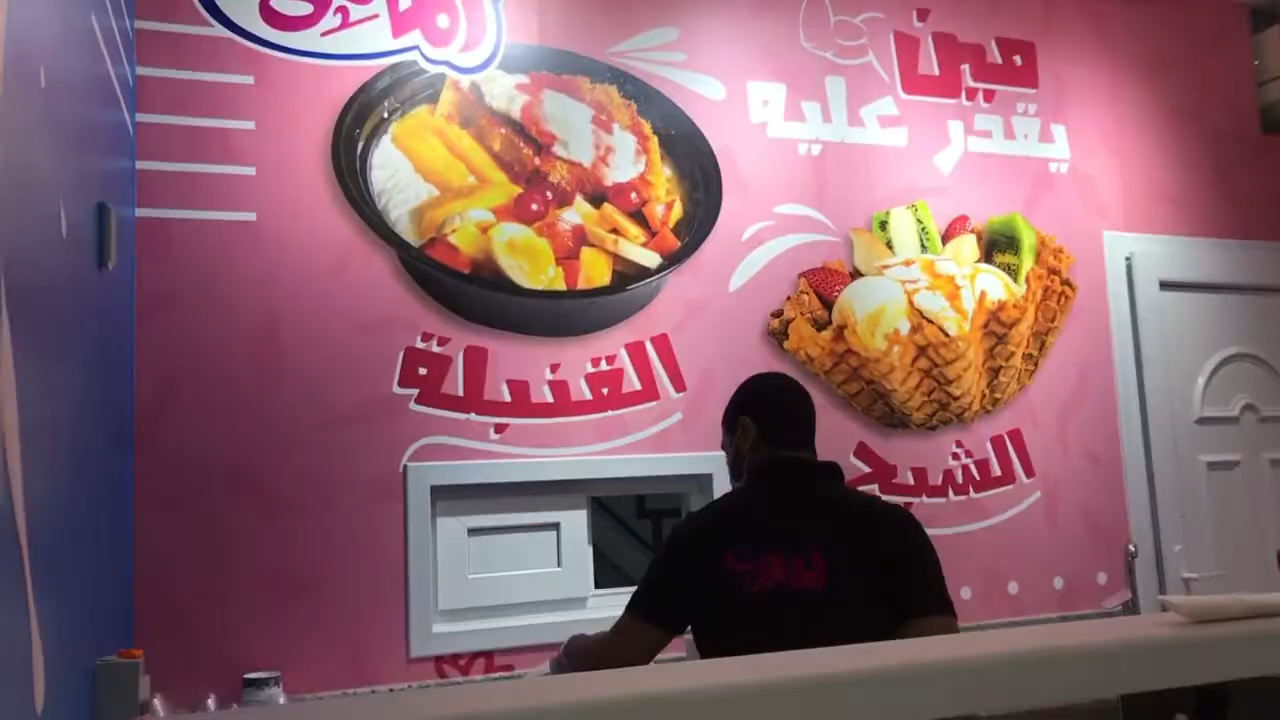 مين
يقدر عليه
القنبلة
الشبح